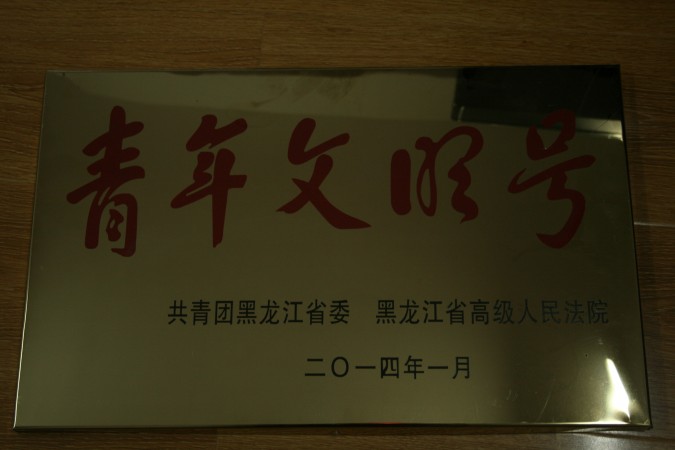 青年文明号
共青团黑龙江省委 黑龙江省高级人民法院
二〇一四年一月